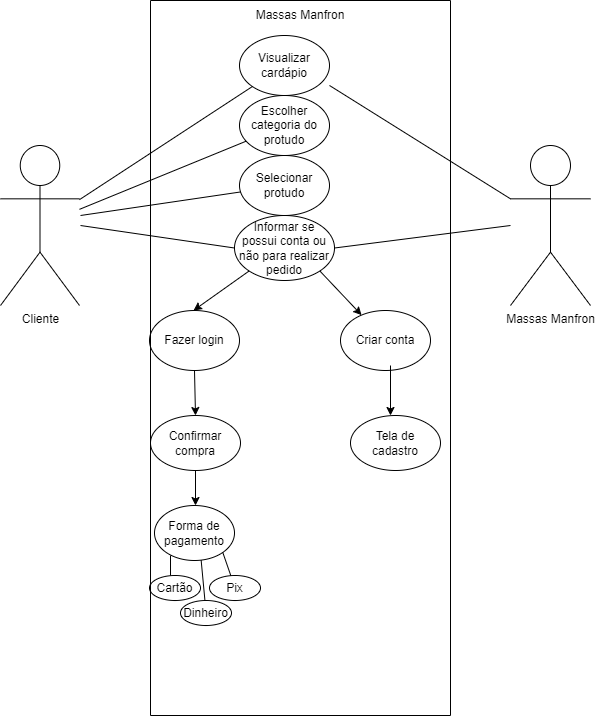 Massas Manfron
Visualizar
cardápio
Escolher
categoria do
protudo
Selecionar
protudo
Informar se
possui conta ou
não para realizar
pedido
Cliente
Massas Manfron
Fazer login
Criar conta
Confirmar
compra
Tela de
cadastro
Forma de
pagamento
Cartão
Pix
Dinheiro